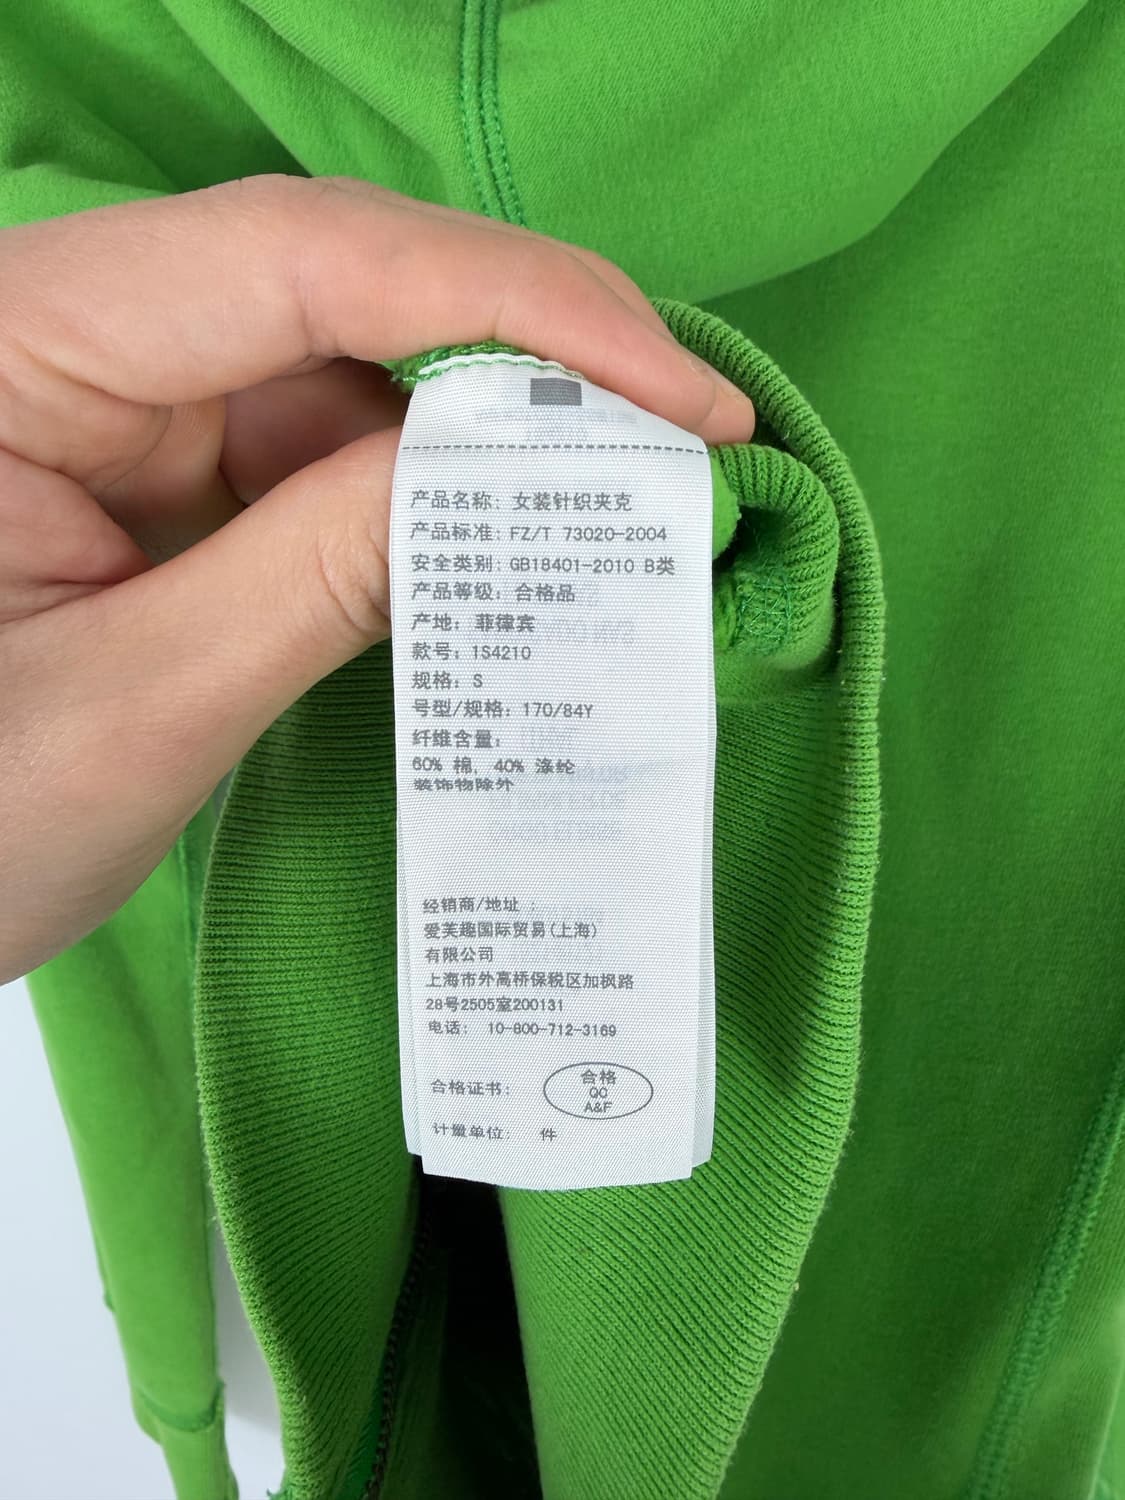 产品名称: 女装针织夹克
产品标准: FZ/T 73020-2004
安全类别: GB18401-2010 B类
产品等级: 合格品
产地: 菲律宾
款号: 1S4210
规格: S
号型/规格: 170/84Y
纤维含量:
60% 棉, 40% 涤纶
装饰物除外
经销商/地址 :
爱芙趣国际贸易(上海)
有限公司
上海市外高桥保税区加枫路
28号2505室200131
电话: 10-800-712-3169
合格证书:
合格
QC
A&F
计量单位: 件